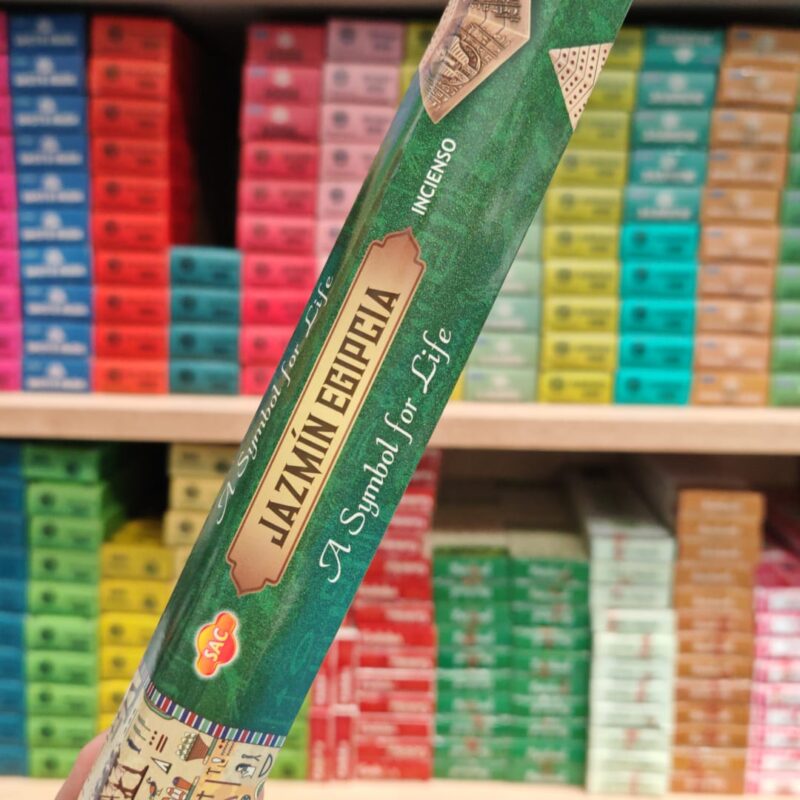 INCIENSO
JAZMÍN EGIPCIA
A Symbol for Life
A Symbol for Life
SAC